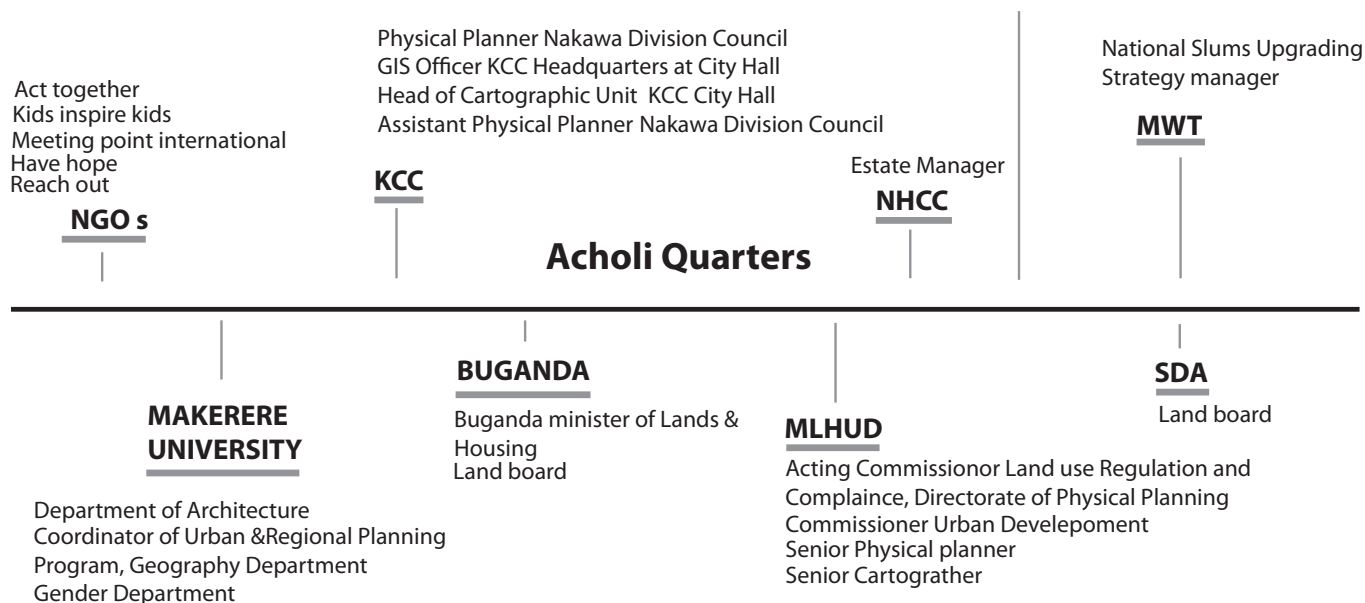 Act together
Kids inspire kids
Meeting point international
Have hope
Reach out
NGO s
Physical Planner Nakawa Division Council
GIS Officer KCC Headquarters at City Hall
Head of Cartographic Unit KCC City Hall
Assistant Physical Planner Nakawa Division Council
KCC
Estate Manager
NHCC
National Slums Upgrading
Strategy manager
MWT
Acholi Quarters
MAKERERE
UNIVERSITY
Department of Architecture
Coordinator of Urban &Regional Planning
Program, Geography Department
Gender Department
BUGANDA
Buganda minister of Lands &
Housing
Land board
MLHUD
Acting Commissionor Land use Regulation and
Complaince, Directorate of Physical Planning
Commissioner Urban Develepoment
Senior Physical planner
Senior Cartograther
SDA
Land board